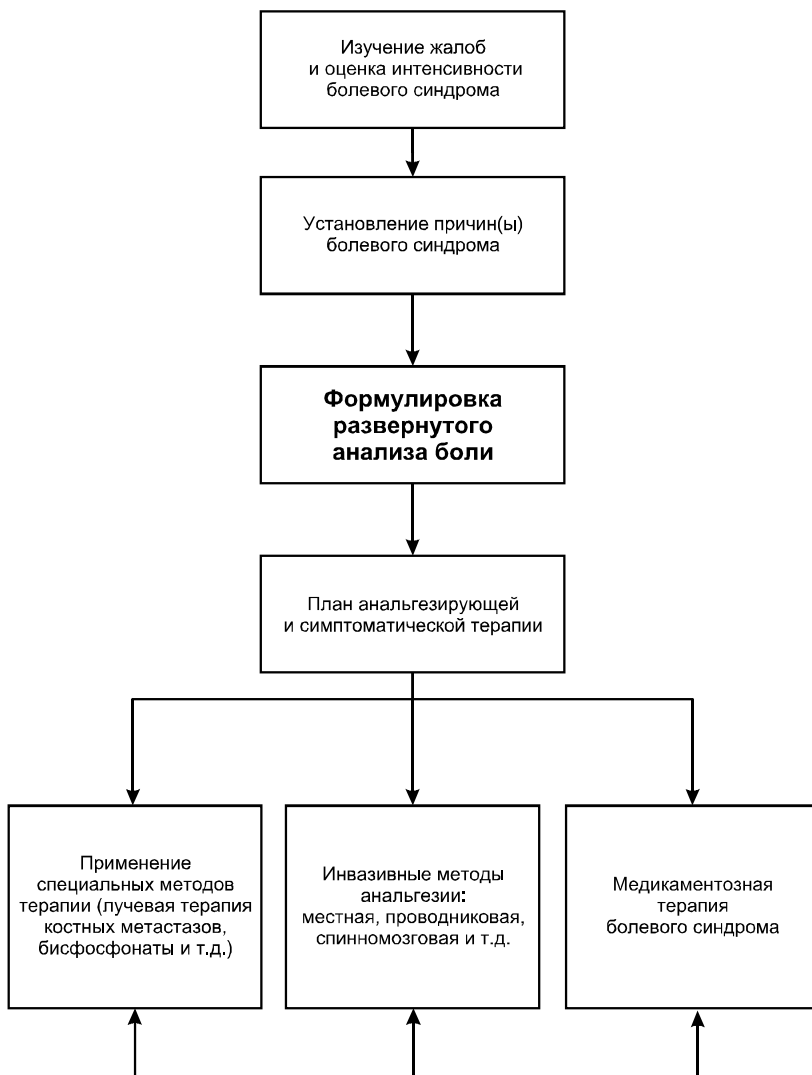 Изучение жалоб
и оценка интенсивности
болевого синдрома
Установление причин(ы)
болевого синдрома
Формулировка
развернутого
анализа боли
План анальгезирующей
и симптоматической терапии
Применение
специальных методов
терапии (лучевая терапия
костных метастазов,
бисфосфонаты и т.д.)
Инвазивные методы
анальгезии:
местная, проводниковая,
спинномозговая и т.д.
Медикаментозная
терапия
болевого синдрома